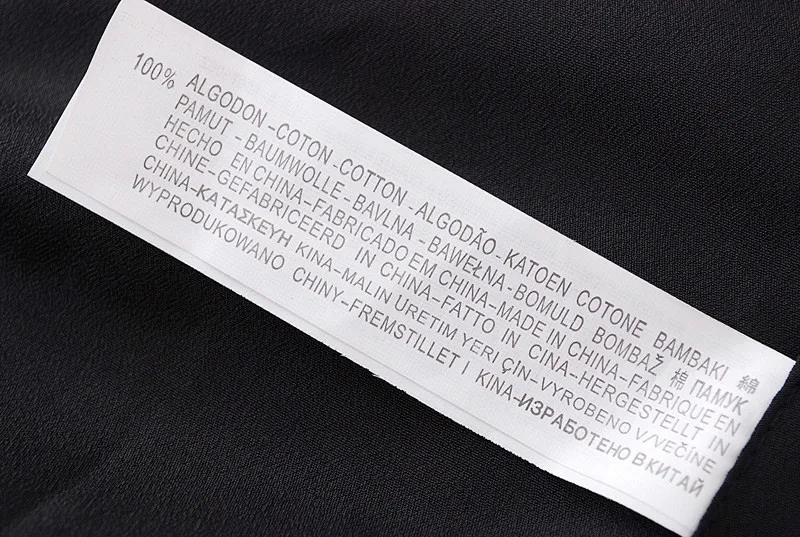 100% ALGODON-COTON-COTTON-ALGODÃO-KATOEN COTONE BAMBAKI 綿
PAMUT-BAUMWOLLE-BAVLNA-BAWEŁNA-BOMULD BOMBAŽ 棉 ПАМУК
HECHO EN CHINA-FABRICADO EM CHINA-MADE IN CHINA-FABRIQUE EN
CHINE-GEFABRICEERD IN CHINA-FATTO IN CINA-HERGESTELLT IN
CHINA-ΚΑΤΑΣΚΕΥΗ KINA-MALIN URETIM YERI ÇIN-VYROBENO V/VEČÍNE
WYPRODUKOWANO CHINY-FREMSTILLET I KINA-ИЗРАБОТЕНО В КИТАЙ